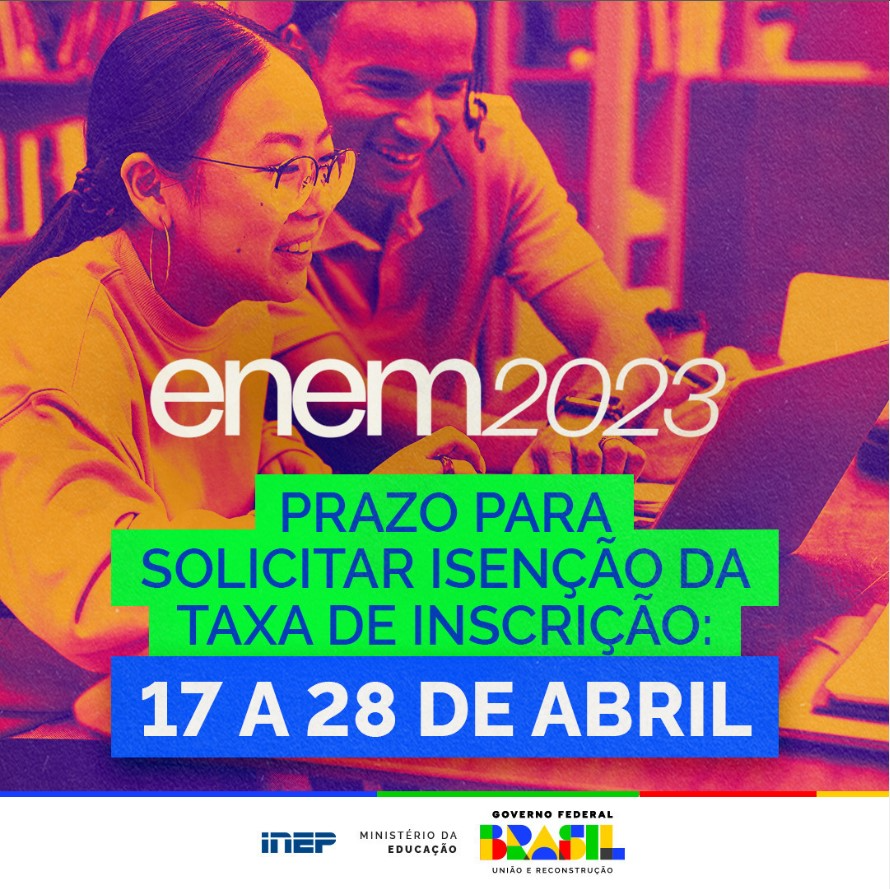 enem2023
PRAZO PARA
SOLICITAR ISENÇÃO DA
TAXA DE INSCRIÇÃO:
17 A 28 DE ABRIL
inep
MINISTÉRIO DA
EDUCAÇÃO
GOVERNO FEDERAL
BRASIL
UNIÃO E RECONSTRUÇÃO